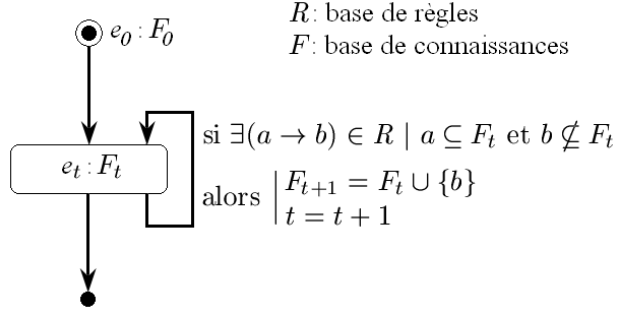 e₀ : F₀
R : base de règles
F : base de connaissances
si ∃(a → b) ∈ R | a ⊆ Fₜ et b ⊈ Fₜ
eₜ : Fₜ
alors | Fₜ₊₁ = Fₜ ∪ {b}
t = t + 1